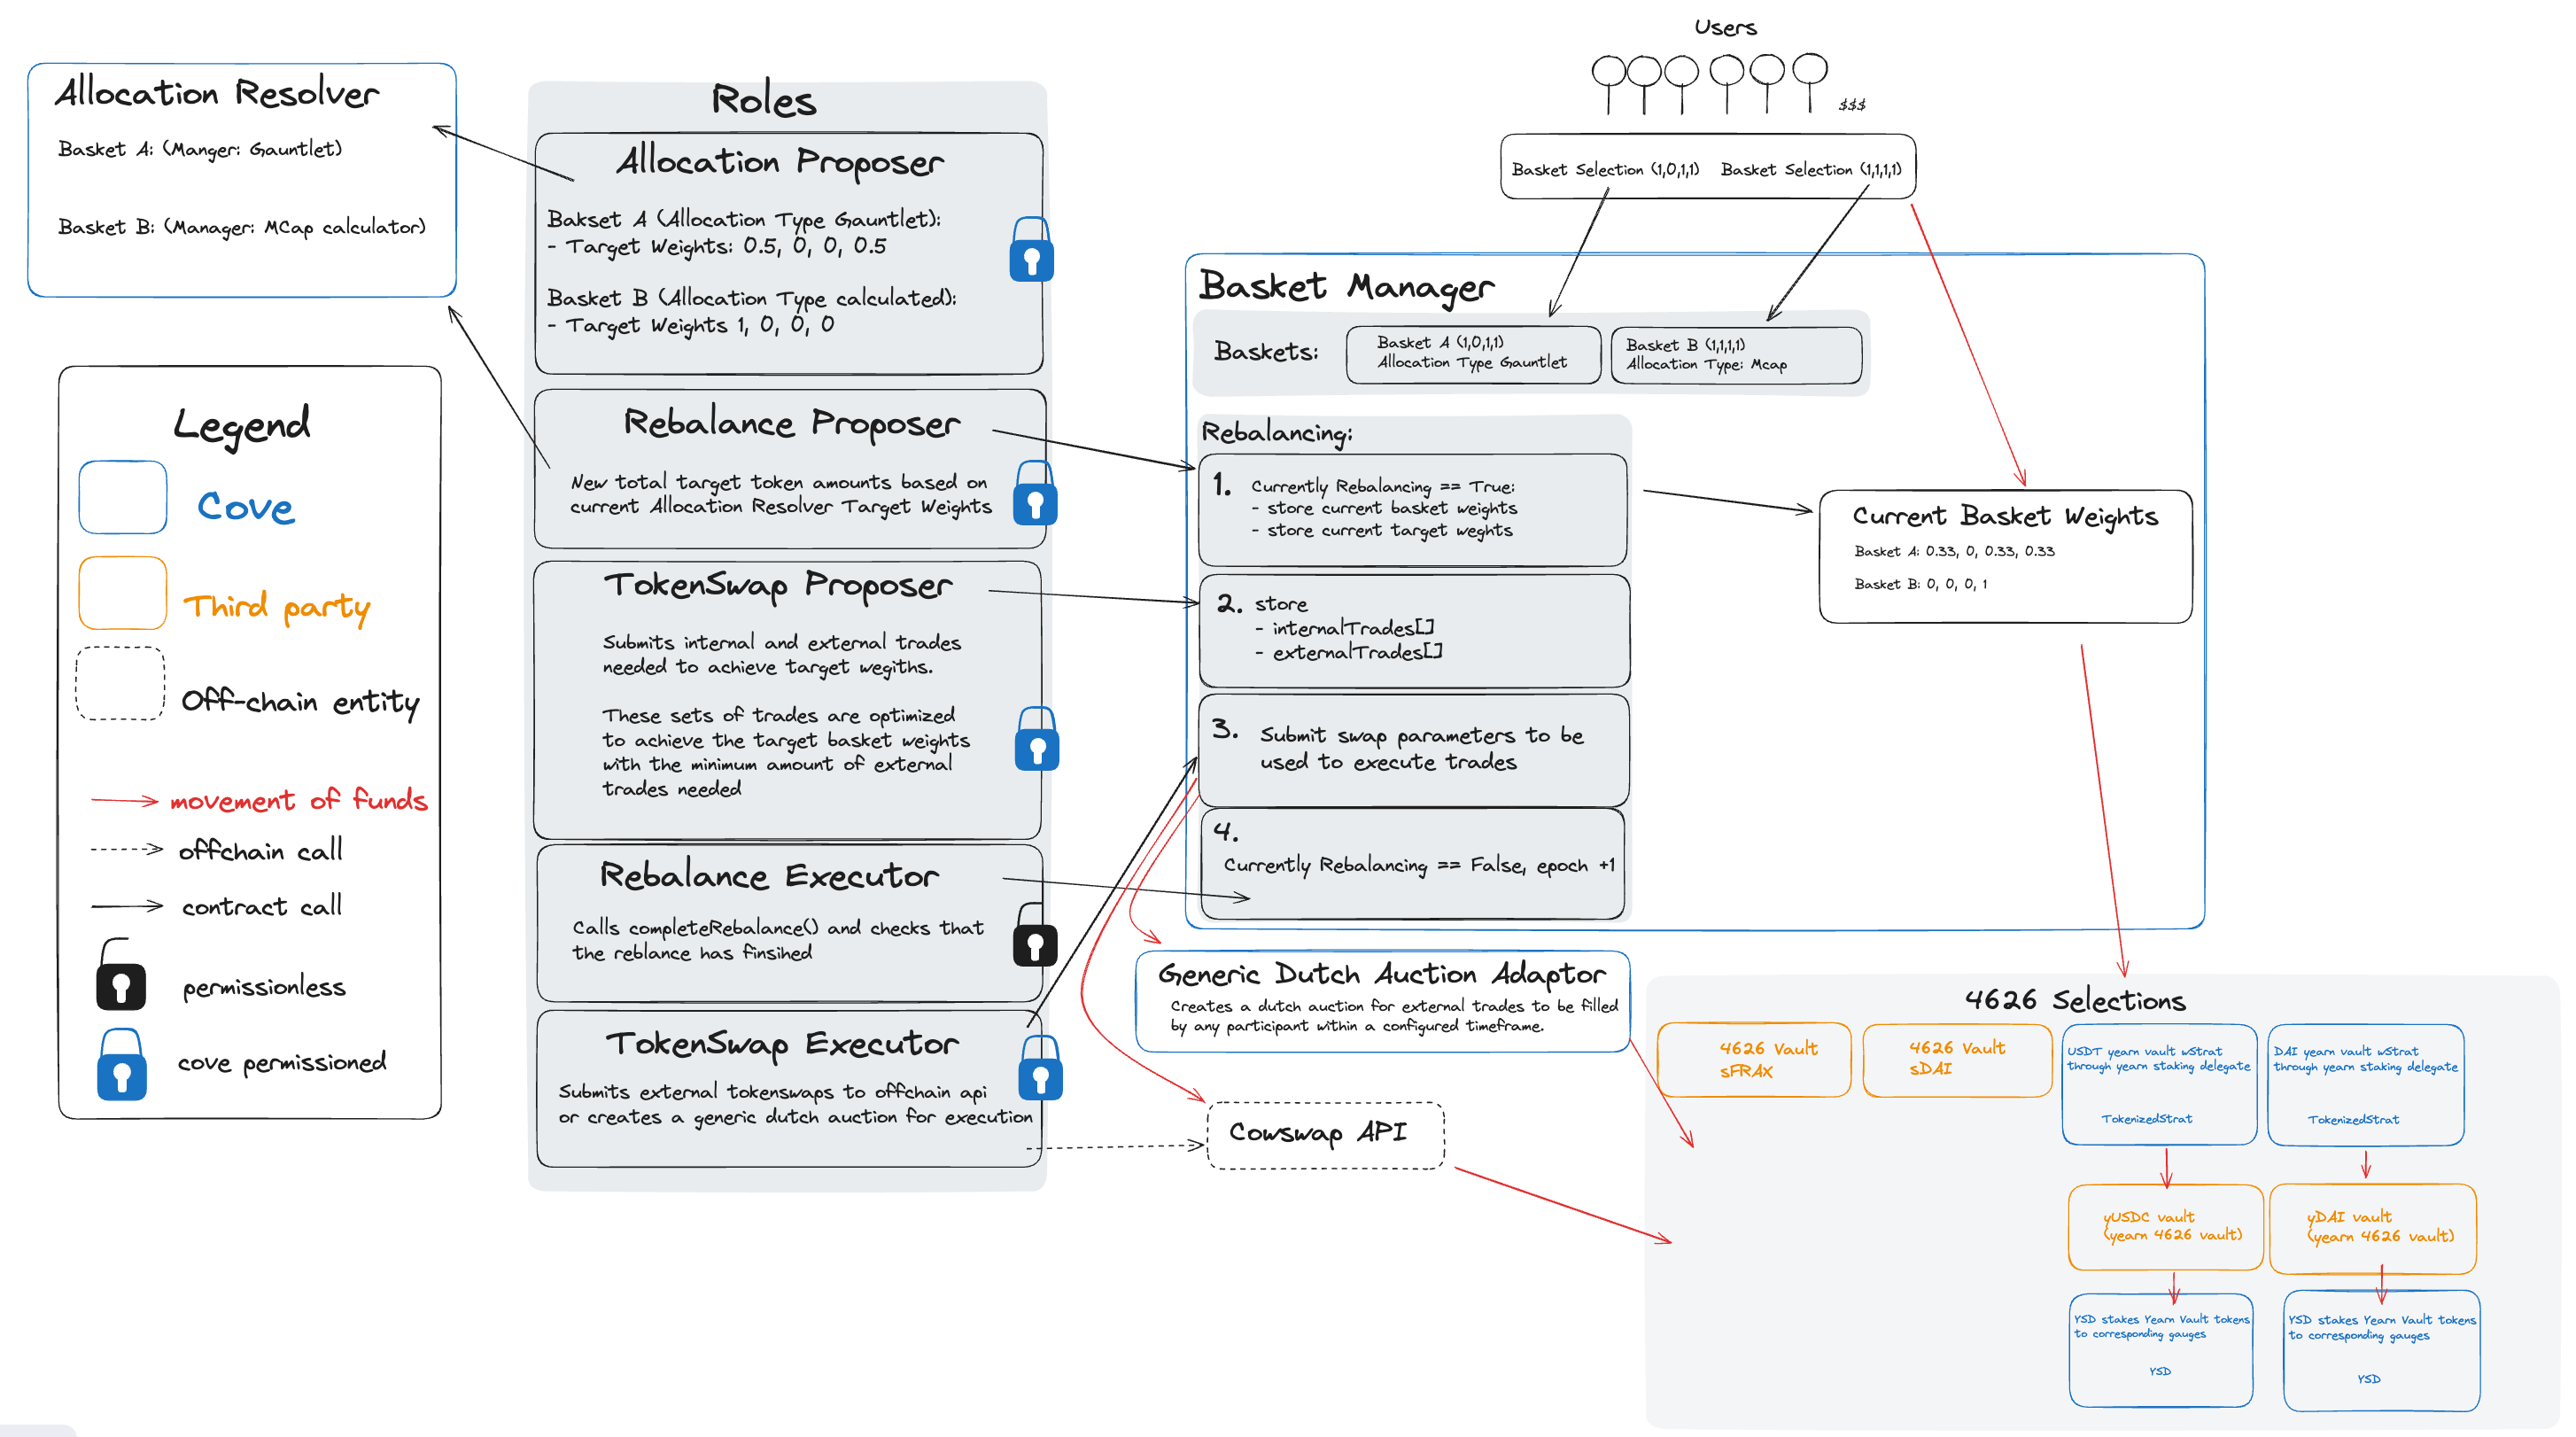 Users
$$$
Basket Selection (1,0,1,1)
Basket Selection (1,1,1,1)
Allocation Resolver
Basket A: (Manger: Gauntlet)
Basket B: (Manager: MCap calculator)
Legend
Cove
Third party
Off-chain entity
movement of funds
offchain call
contract call
permissionless
cove permissioned
Roles
Allocation Proposer
Bakset A (Allocation Type Gauntlet):
- Target Weights: 0.5, 0, 0, 0.5
Basket B (Allocation Type calculated):
- Target Weights 1, 0, 0, 0
Rebalance Proposer
New total target token amounts based on
current Allocation Resolver Target Weights
TokenSwap Proposer
Submits internal and external trades
needed to achieve target wegiths.
These sets of trades are optimized
to achieve the target basket weights
with the minimum amount of external
trades needed
Rebalance Executor
Calls completeRebalance() and checks that
the reblance has finsihed
TokenSwap Executor
Submits external tokenswaps to offchain api
or creates a generic dutch auction for execution
Basket Manager
Baskets:
Basket A (1,0,1,1)
Allocation Type Gauntlet
Basket B (1,1,1,1)
Allocation Type: Mcap
Rebalancing:
1. Currently Rebalancing == True:
- store current basket weights
- store current target weghts
2. store
- internalTrades[]
- externalTrades[]
3. Submit swap parameters to be
used to execute trades
4.
Currently Rebalancing == False, epoch +1
Current Basket Weights
Basket A: 0.33, 0, 0.33, 0.33
Basket B: 0, 0, 0, 1
Generic Dutch Auction Adaptor
Creates a dutch auction for external trades to be filled
by any participant within a configured timeframe.
Cowswap API
4626 Selections
4626 Vault
sFRAX
4626 Vault
sDAI
USDT yearn vault wStrat
through yearn staking delegate
TokenizedStrat
DAI yearn vault wStrat
through yearn staking delegate
TokenizedStrat
yUSDC vault
(yearn 4626 vault)
yDAI vault
(yearn 4626 vault)
YSD stakes Yearn Vault tokens
to corresponding gauges
YSD
YSD stakes Yearn Vault tokens
to corresponding gauges
YSD